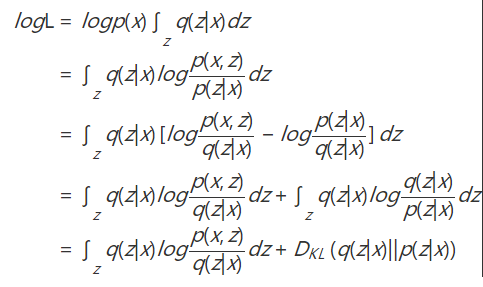 logL = logp(x) ∫_z q(z|x)dz
= ∫_z q(z|x)log p(x, z)/p(z|x) dz
= ∫_z q(z|x) [log p(x, z)/q(z|x) − log p(z|x)/q(z|x)] dz
= ∫_z q(z|x)log p(x, z)/q(z|x) dz + ∫_z q(z|x)log q(z|x)/p(z|x) dz
= ∫_z q(z|x)log p(x, z)/q(z|x) dz + D_KL (q(z|x)||p(z|x))